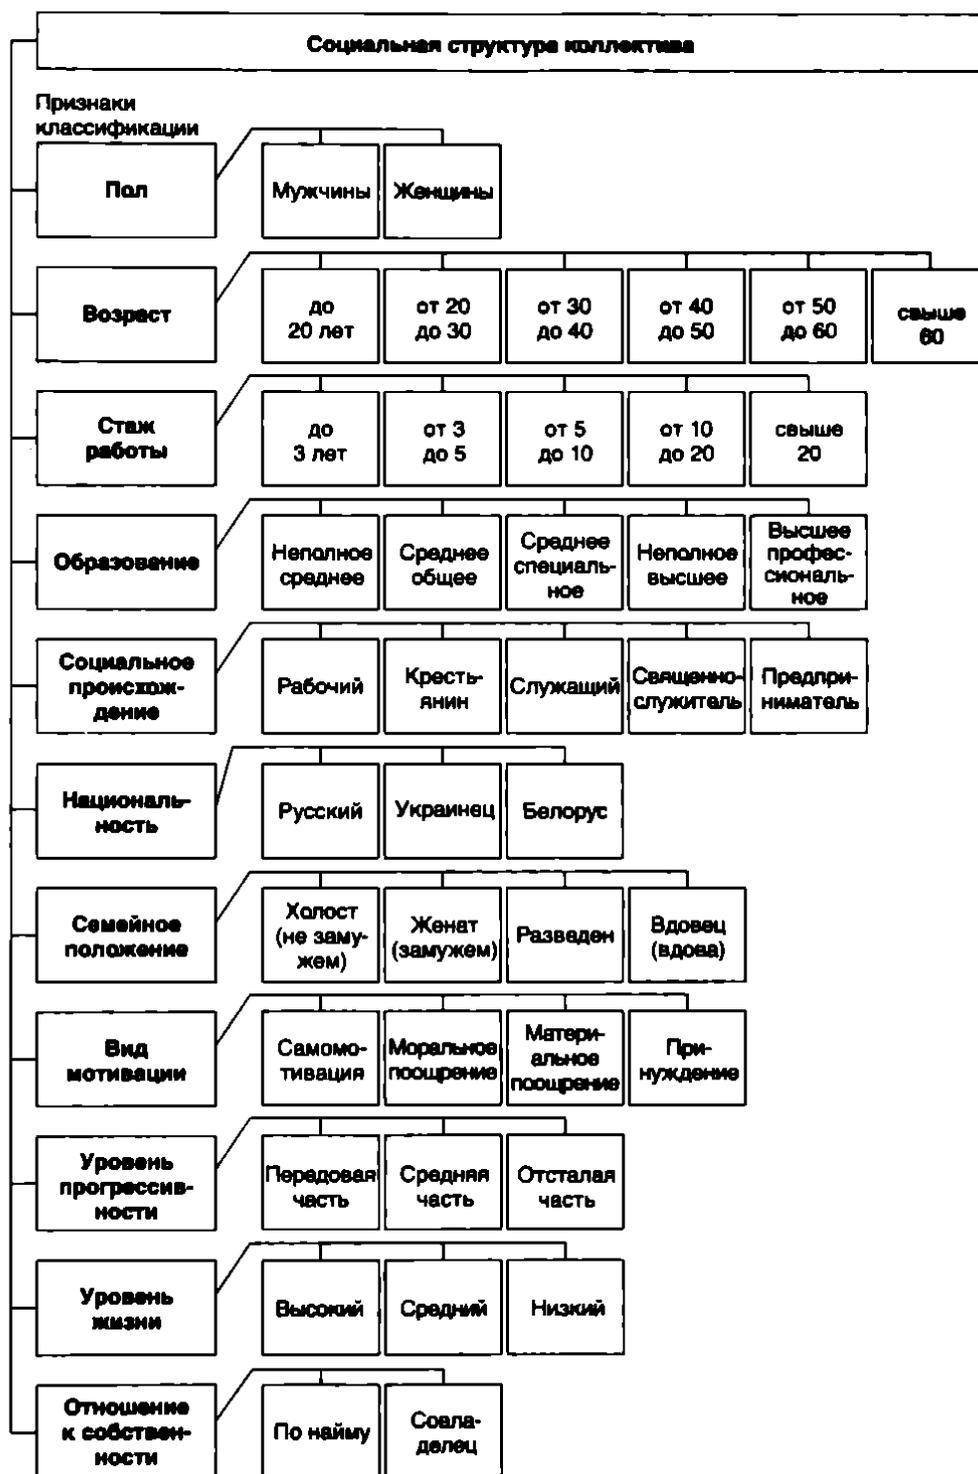 Социальная структура коллектива
Признаки
классификации
Пол
Мужчины
Женщины
Возраст
до
20 лет
от 20
до 30
от 30
до 40
от 40
до 50
от 50
до 60
свыше
60
Стаж
работы
до
3 лет
от 3
до 5
от 5
до 10
от 10
до 20
свыше
20
Образование
Неполное
среднее
Среднее
общее
Среднее
специаль-
ное
Неполное
высшее
Высшее
профес-
сиональ-
ное
Социальное
происхож-
дение
Рабочий
Кресть-
янин
Служащий
Священно-
служитель
Предпри-
ниматель
Националь-
ность
Русский
Украинец
Белорус
Семейное
положение
Холост
(не заму-
жем)
Женат
(замужем)
Разведен
Вдовец
(вдова)
Вид
мотивации
Самомо-
тивация
Моральное
поощрение
Матери-
альное
поощрение
При-
нуждение
Уровень
прогрессив-
ности
Передовая
часть
Средняя
часть
Отсталая
часть
Уровень
жизни
Высокий
Средний
Низкий
Отношение
к собствен-
ности
По найму
Совла-
делец